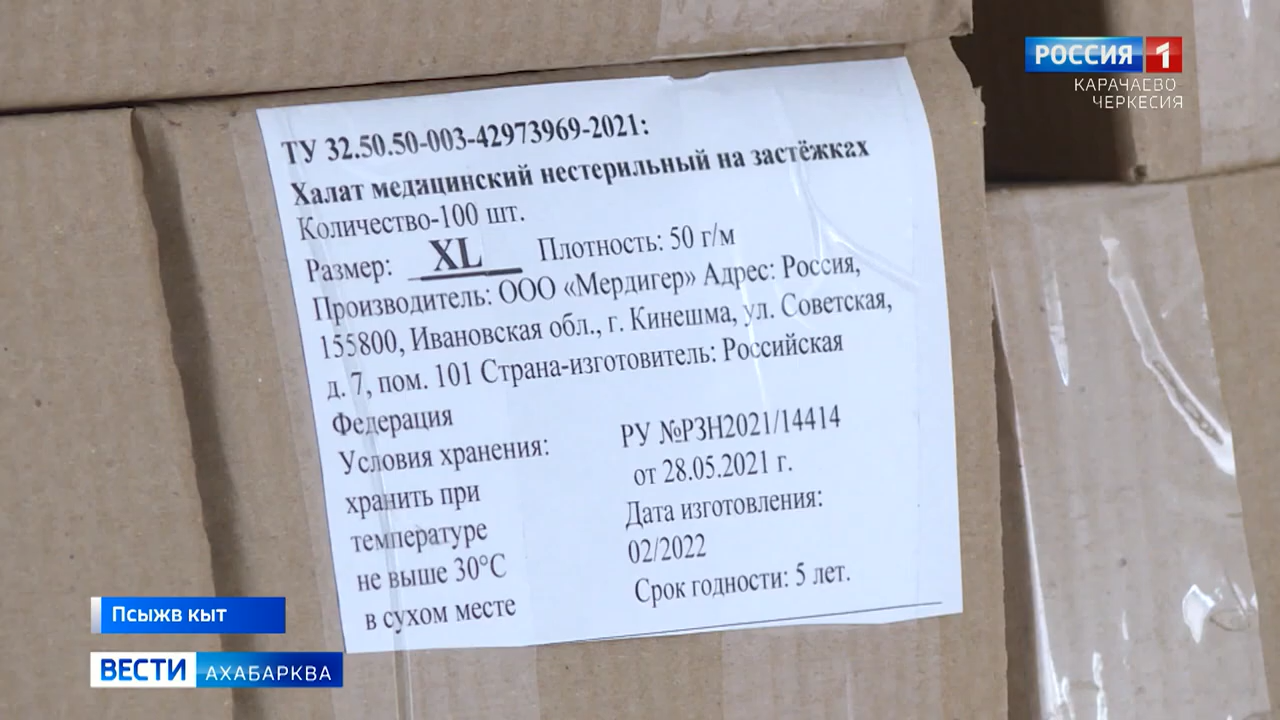 РОССИЯ 1
КАРАЧАЕВО
ЧЕРКЕСИЯ
ТУ 32.50.50-003-42973969-2021:
Халат медицинский нестерильный на застёжках
Количество-100 шт.
Размер: XL Плотность: 50 г/м
Производитель: ООО «Мердигер» Адрес: Россия,
155800, Ивановская обл., г. Кинешма, ул. Советская,
д. 7, пом. 101 Страна-изготовитель: Российская
Федерация
Условия хранения:
хранить при
температуре
не выше 30°С
в сухом месте
РУ №РЗН2021/14414
от 28.05.2021 г.
Дата изготовления:
02/2022
Срок годности: 5 лет.
Псыжв кыт
ВЕСТИ АХАБАРКВА